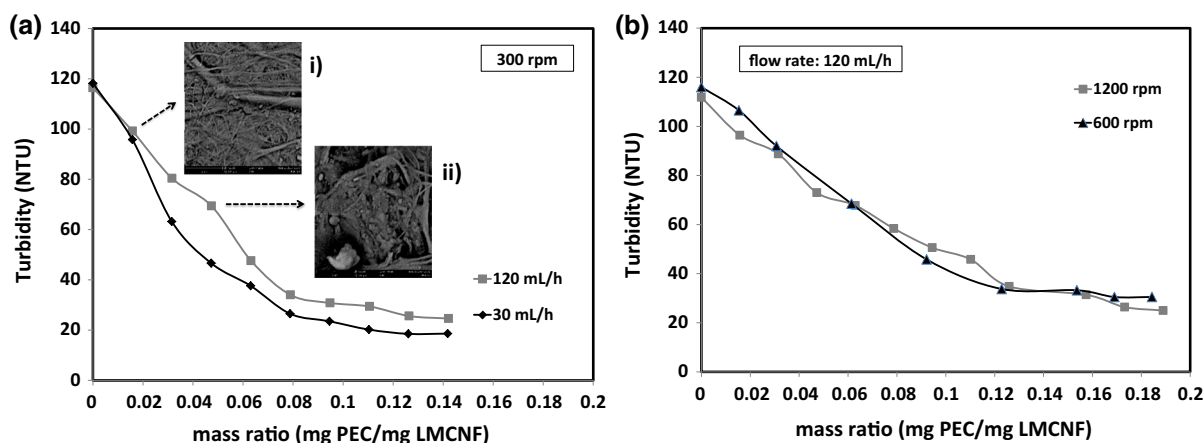 (a)
140
120
100
80
60
40
20
0
Turbidity (NTU)
0 0.02 0.04 0.06 0.08 0.1 0.12 0.14 0.16 0.18 0.2
mass ratio (mg PEC/mg LMCNF)
300 rpm
i)
ii)
120 mL/h
30 mL/h
(b)
140
120
100
80
60
40
20
0
Turbidity (NTU)
0 0.02 0.04 0.06 0.08 0.1 0.12 0.14 0.16 0.18 0.2
mass ratio (mg PEC/mg LMCNF)
flow rate: 120 mL/h
1200 rpm
600 rpm